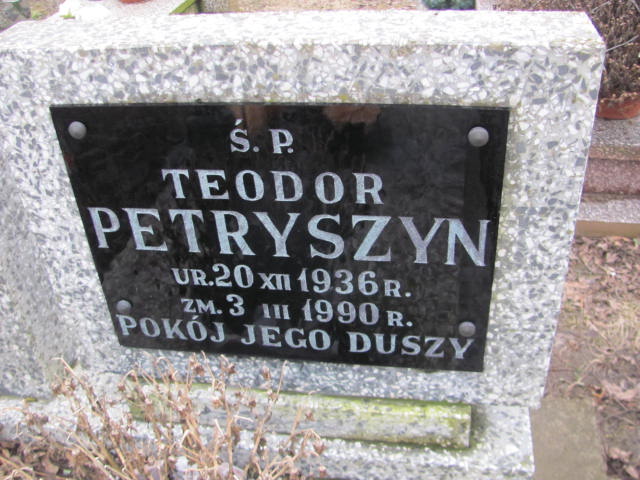 Ś. P.
TEODOR
PETRYSZYN
UR. 20 XII 1936 R.
ZM. 3 III 1990 R.
POKÓJ JEGO DUSZY